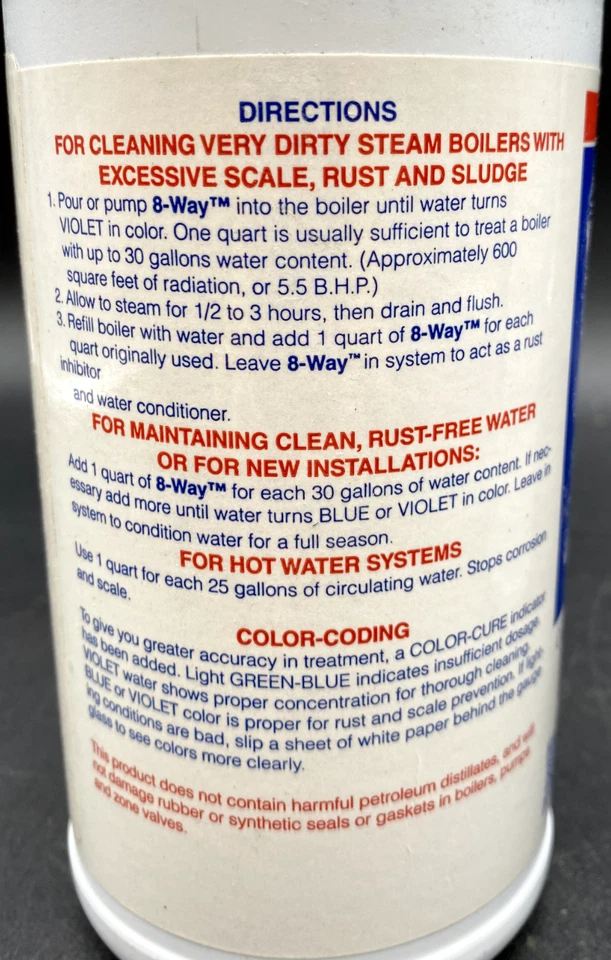 DIRECTIONS
FOR CLEANING VERY DIRTY STEAM BOILERS WITH
EXCESSIVE SCALE, RUST AND SLUDGE
1. Pour or pump 8-Way™ into the boiler until water turns
VIOLET in color. One quart is usually sufficient to treat a boiler
with up to 30 gallons water content. (Approximately 600
square feet of radiation, or 5.5 B.H.P.)
2. Allow to steam for 1/2 to 3 hours, then drain and flush.
3. Refill boiler with water and add 1 quart of 8-Way™ for each
quart originally used. Leave 8-Way™ in system to act as a rust
inhibitor
and water conditioner.
FOR MAINTAINING CLEAN, RUST-FREE WATER
OR FOR NEW INSTALLATIONS:
Add 1 quart of 8-Way™ for each 30 gallons of water content. If nec-
essary add more until water turns BLUE or VIOLET in color. Leave in
system to condition water for a full season.
FOR HOT WATER SYSTEMS
Use 1 quart for each 25 gallons of circulating water. Stops corrosion
and scale.
COLOR-CODING
To give you greater accuracy in treatment, a COLOR-CURE indicator
has been added. Light GREEN-BLUE indicates insufficient dosage.
VIOLET water shows proper concentration for thorough cleaning.
BLUE or VIOLET color is proper for rust and scale prevention. If light-
ing conditions are bad, slip a sheet of white paper behind the gauge
glass to see colors more clearly.
This product does not contain harmful petroleum distillates, and will
not damage rubber or synthetic seals or gaskets in boilers, pumps,
and zone valves.